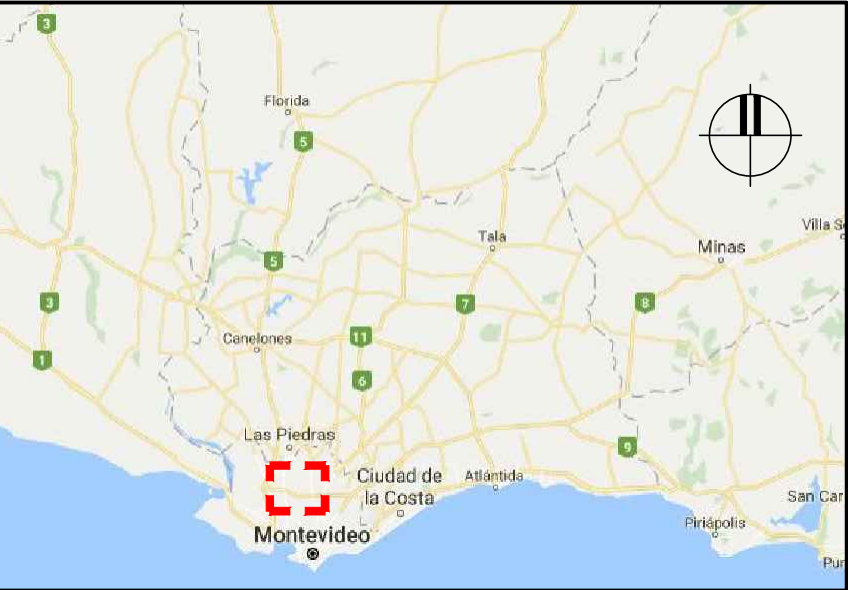 3
Florida
5
Villa S
Tala
Minas
5
3
7
8
Canelones
11
1
6
Las Piedras
9
Ciudad de
la Costa
Atlántida
San Car
Piriápolis
Montevideo
Pur